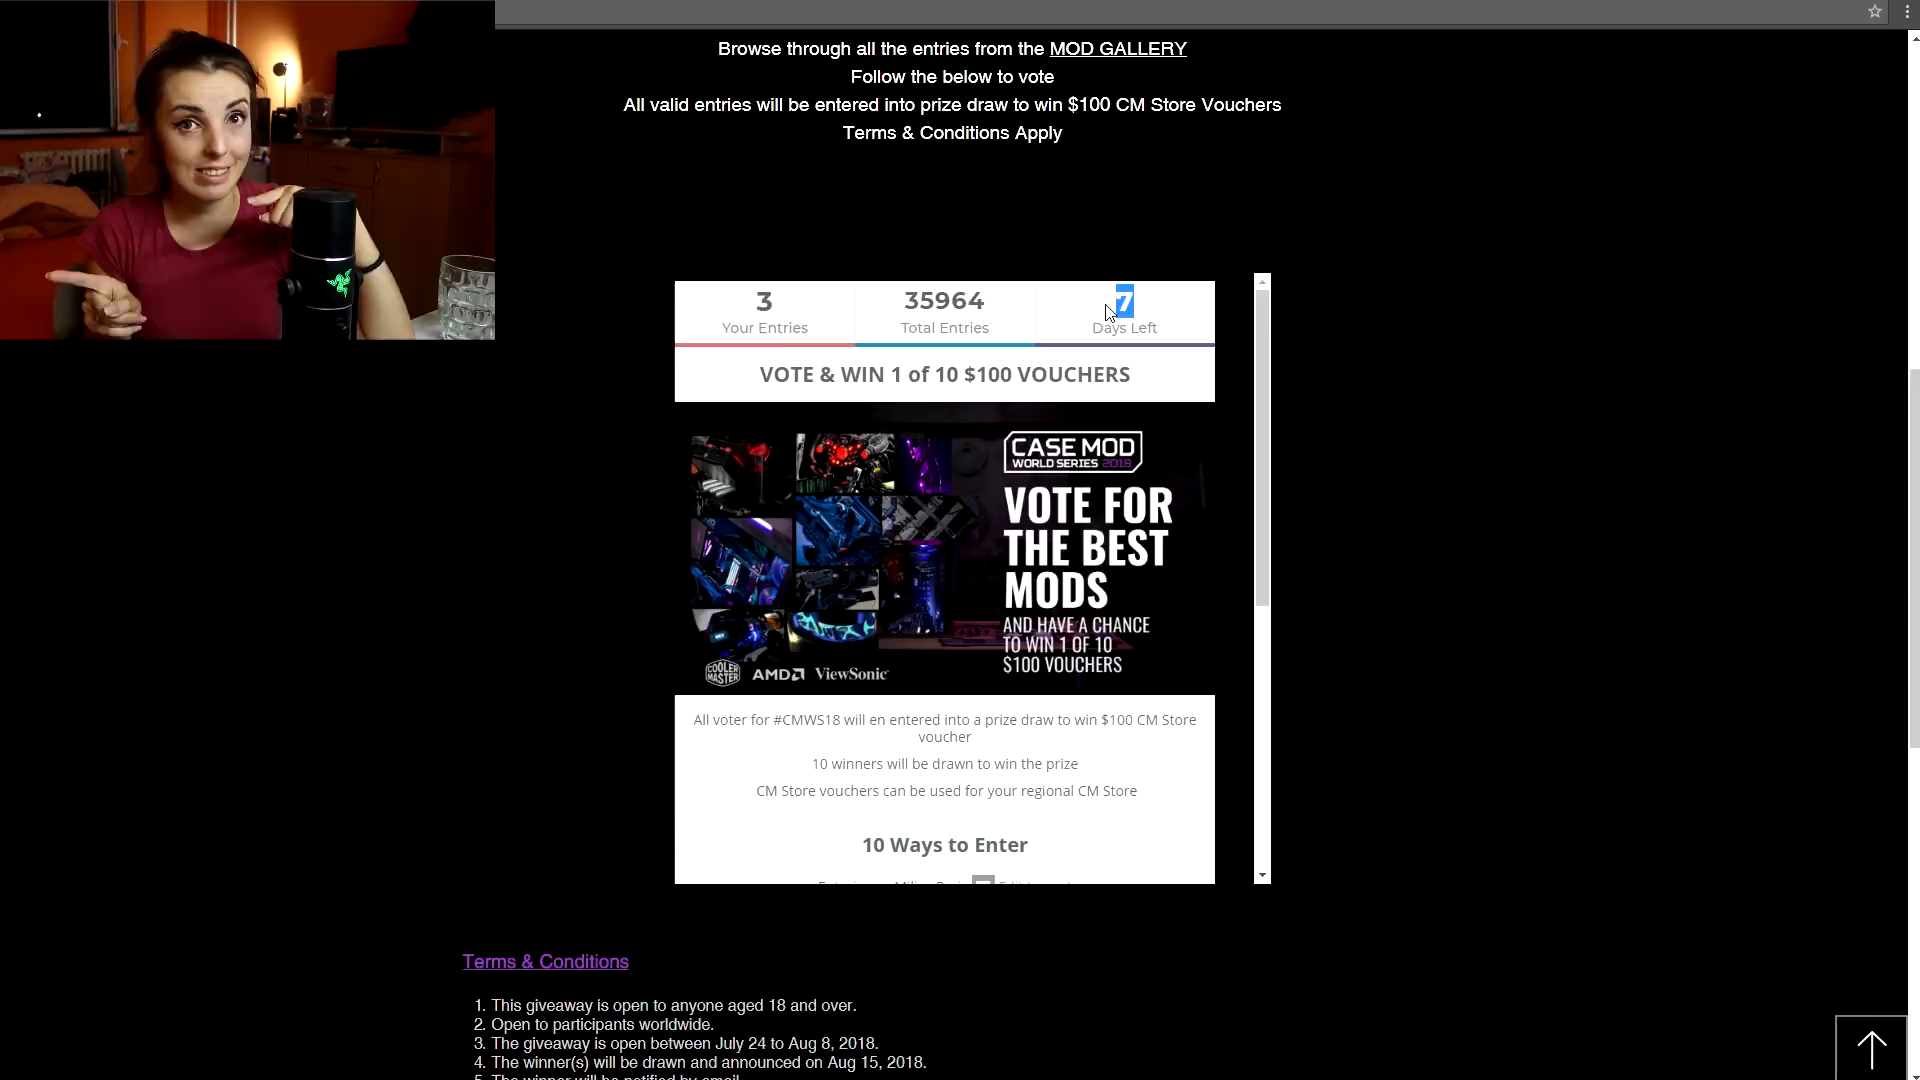 Browse through all the entries from the MOD GALLERY
Follow the below to vote
All valid entries will be entered into prize draw to win $100 CM Store Vouchers
Terms & Conditions Apply
3
Your Entries
35964
Total Entries
7
Days Left
VOTE & WIN 1 of 10 $100 VOUCHERS
CASE MOD
WORLD SERIES 2018
VOTE FOR
THE BEST
MODS
AND HAVE A CHANCE
TO WIN 1 OF 10
$100 VOUCHERS
COOLER
MASTER
AMD
ViewSonic
All voter for #CMWS18 will en entered into a prize draw to win $100 CM Store
voucher
10 winners will be drawn to win the prize
CM Store vouchers can be used for your regional CM Store
10 Ways to Enter
Terms & Conditions
1. This giveaway is open to anyone aged 18 and over.
2. Open to participants worldwide.
3. The giveaway is open between July 24 to Aug 8, 2018.
4. The winner(s) will be drawn and announced on Aug 15, 2018.
5. The winner will be notified by email